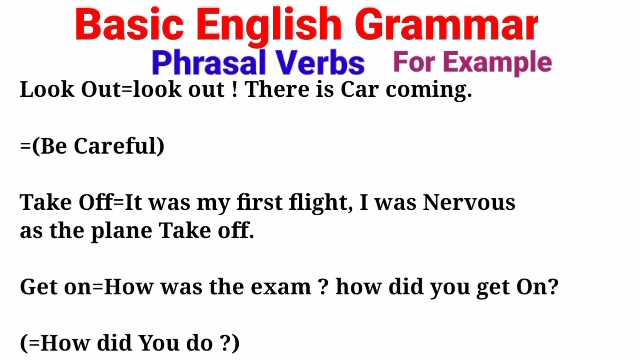 Basic English Grammar
Phrasal Verbs For Example
Look Out=look out ! There is Car coming.
=(Be Careful)
Take Off=It was my first flight, I was Nervous
as the plane Take off.
Get on=How was the exam ? how did you get On?
(=How did You do ?)